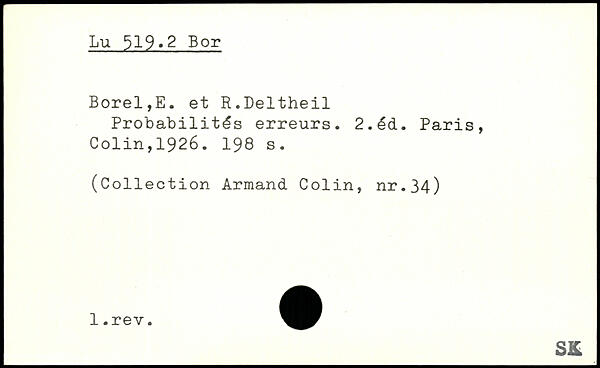 Lu 519.2 Bor
Borel,E. et R.Deltheil
Probabilités erreurs. 2.éd. Paris,
Colin,1926. 198 s.
(Collection Armand Colin, nr.34)
1.rev.
SK